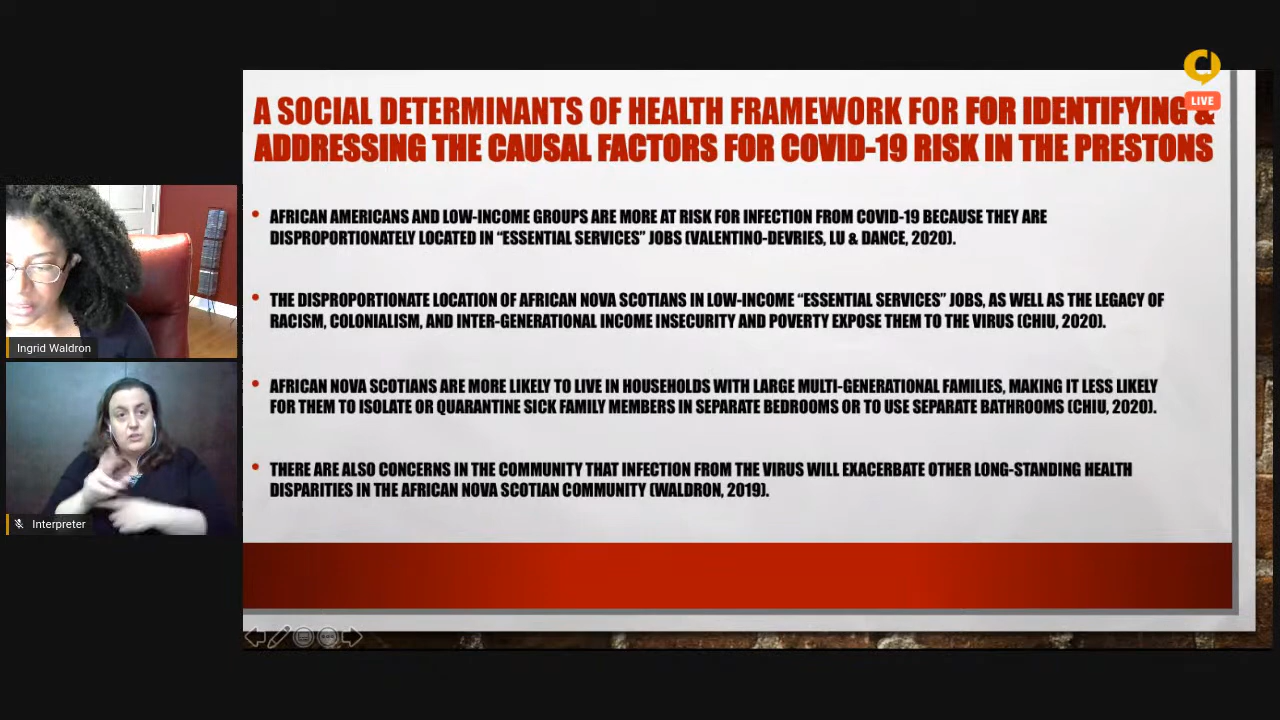 LIVE
A SOCIAL DETERMINANTS OF HEALTH FRAMEWORK FOR FOR IDENTIFYING &
ADDRESSING THE CAUSAL FACTORS FOR COVID-19 RISK IN THE PRESTONS
• AFRICAN AMERICANS AND LOW-INCOME GROUPS ARE MORE AT RISK FOR INFECTION FROM COVID-19 BECAUSE THEY ARE
DISPROPORTIONATELY LOCATED IN “ESSENTIAL SERVICES” JOBS (VALENTINO-DEVRIES, LU & DANCE, 2020).
• THE DISPROPORTIONATE LOCATION OF AFRICAN NOVA SCOTIANS IN LOW-INCOME “ESSENTIAL SERVICES” JOBS, AS WELL AS THE LEGACY OF
RACISM, COLONIALISM, AND INTER-GENERATIONAL INCOME INSECURITY AND POVERTY EXPOSE THEM TO THE VIRUS (CHIU, 2020).
• AFRICAN NOVA SCOTIANS ARE MORE LIKELY TO LIVE IN HOUSEHOLDS WITH LARGE MULTI-GENERATIONAL FAMILIES, MAKING IT LESS LIKELY
FOR THEM TO ISOLATE OR QUARANTINE SICK FAMILY MEMBERS IN SEPARATE BEDROOMS OR TO USE SEPARATE BATHROOMS (CHIU, 2020).
• THERE ARE ALSO CONCERNS IN THE COMMUNITY THAT INFECTION FROM THE VIRUS WILL EXACERBATE OTHER LONG-STANDING HEALTH
DISPARITIES IN THE AFRICAN NOVA SCOTIAN COMMUNITY (WALDRON, 2019).
Ingrid Waldron
Interpreter